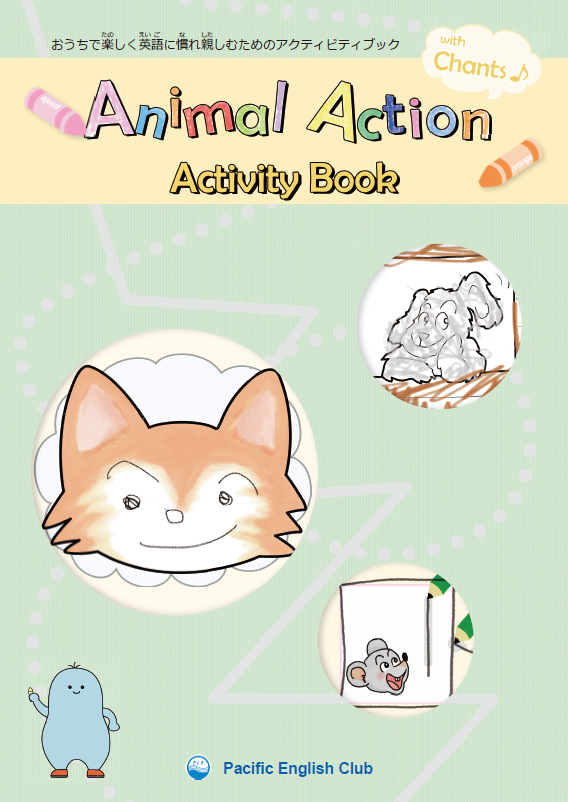 おうちで楽しく英語に慣れ親しむためのアクティビティブック
with
Chants♪
Animal Action
Activity Book
Pacific English Club